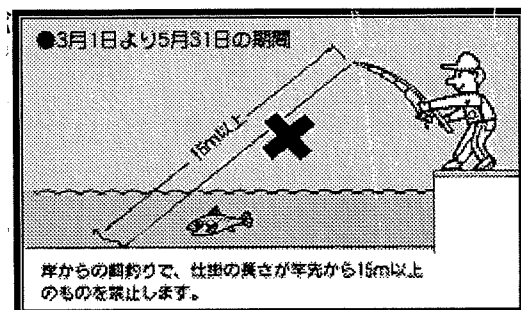 ●3月1日より5月31日の期間
15m以上
岸からの餌釣りで、仕掛の長さが竿先から15m以上
のものを禁止します。